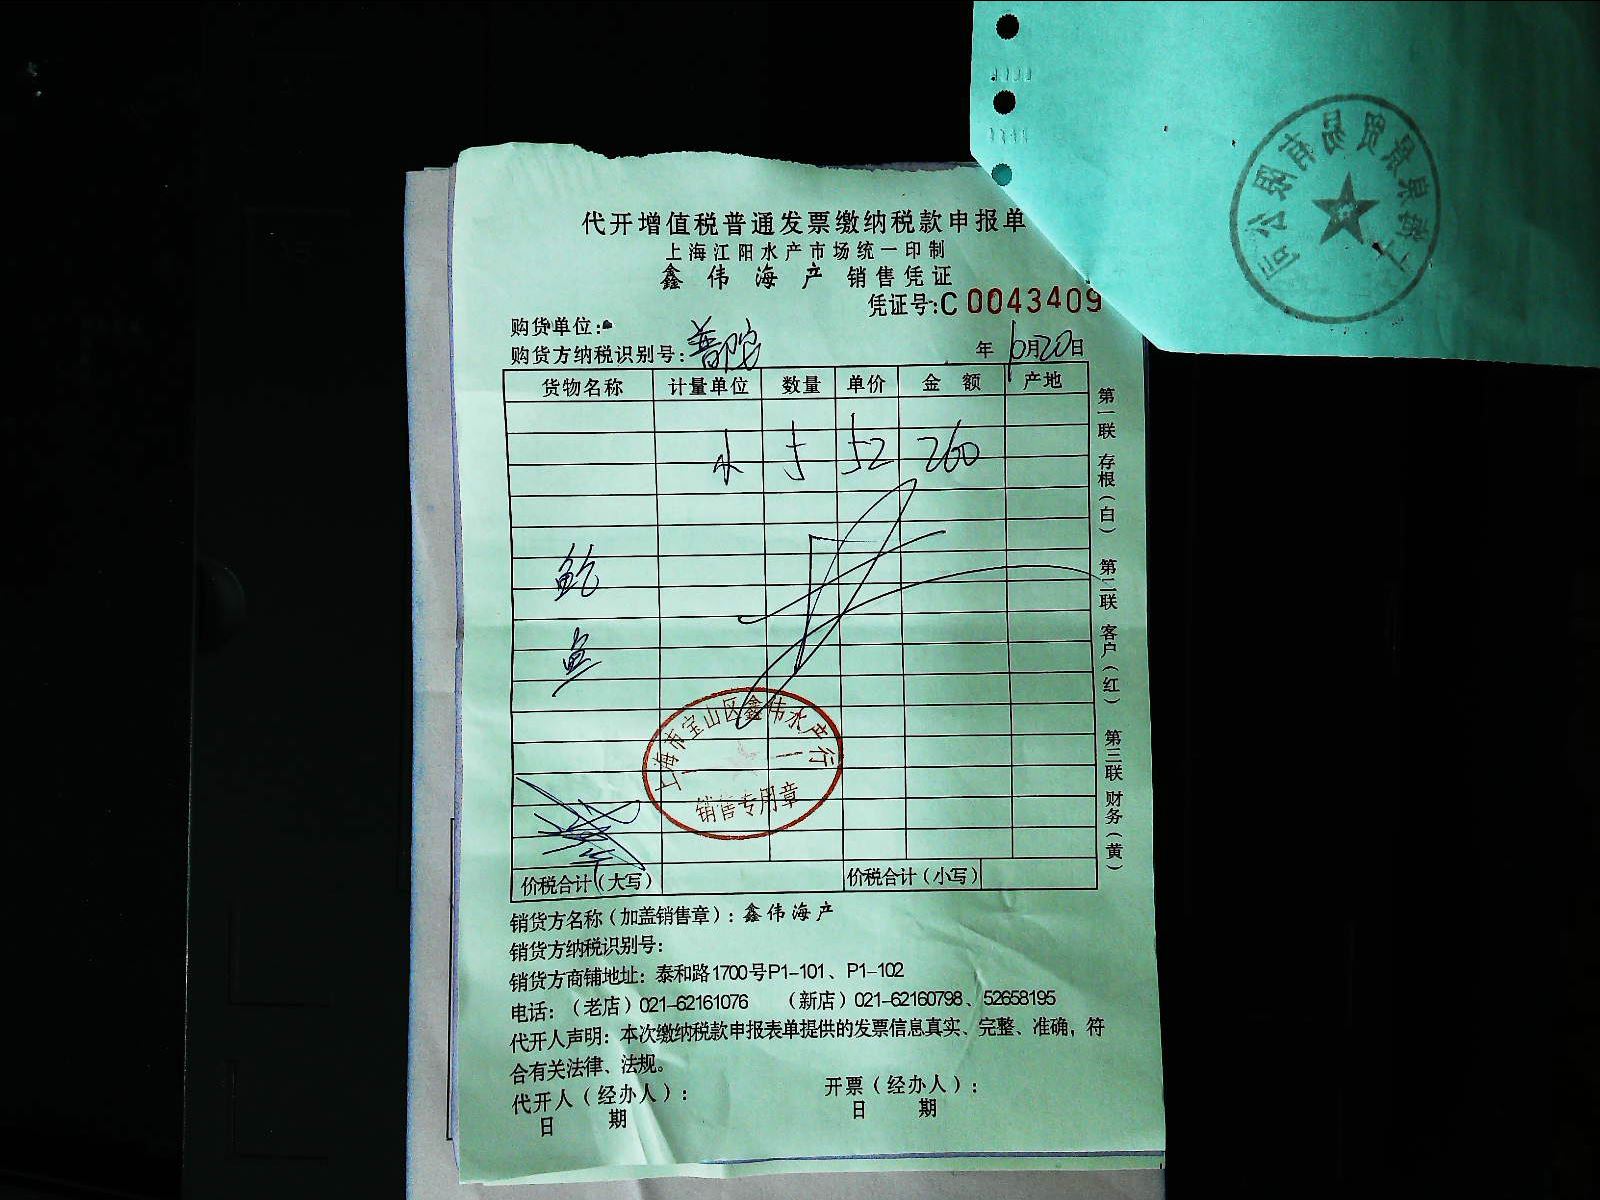 代开增值税普通发票缴纳税款申报单
上海江阳水产市场统一印制
鑫伟海产 销售凭证
凭证号:C 0043409
购货单位:
购货方纳税识别号: 普陀
年 6月20日
货物名称 计量单位 数量 单价 金额 产地
52 260
鲍
鱼
上海市宝山区鑫伟水产行
销售专用章
价税合计(大写) 价税合计(小写)
销货方名称(加盖销售章): 鑫伟海产
销货方纳税识别号:
销货方商铺地址: 泰和路1700号P1-101、P1-102
电话: (老店)021-62161076 (新店)021-62160798、52658195
代开人声明: 本次缴纳税款申报表单提供的发票信息真实、完整、准确, 符
合有关法律、法规。
代开人(经办人): 开票(经办人):
日 期 日 期
第一联 存根(白) 第二联 客户(红) 第三联 财务(黄)